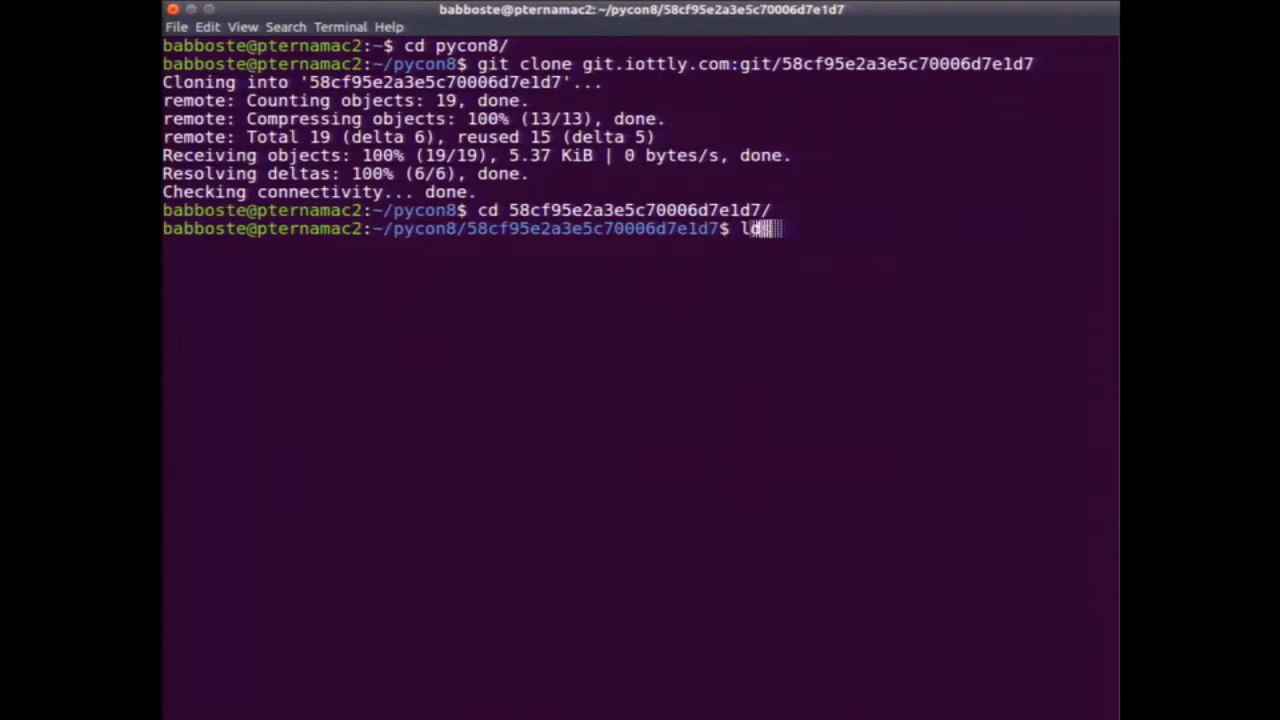 babboste@pternamac2:~/pycon8/58cf95e2a3e5c70006d7e1d7
File Edit View Search Terminal Help
babboste@pternamac2:~$ cd pycon8/
babboste@pternamac2:~/pycon8$ git clone git.iottly.com:git/58cf95e2a3e5c70006d7e1d7
Cloning into '58cf95e2a3e5c70006d7e1d7'...
remote: Counting objects: 19, done.
remote: Compressing objects: 100% (13/13), done.
remote: Total 19 (delta 6), reused 15 (delta 5)
Receiving objects: 100% (19/19), 5.37 KiB | 0 bytes/s, done.
Resolving deltas: 100% (6/6), done.
Checking connectivity... done.
babboste@pternamac2:~/pycon8$ cd 58cf95e2a3e5c70006d7e1d7/
babboste@pternamac2:~/pycon8/58cf95e2a3e5c70006d7e1d7$